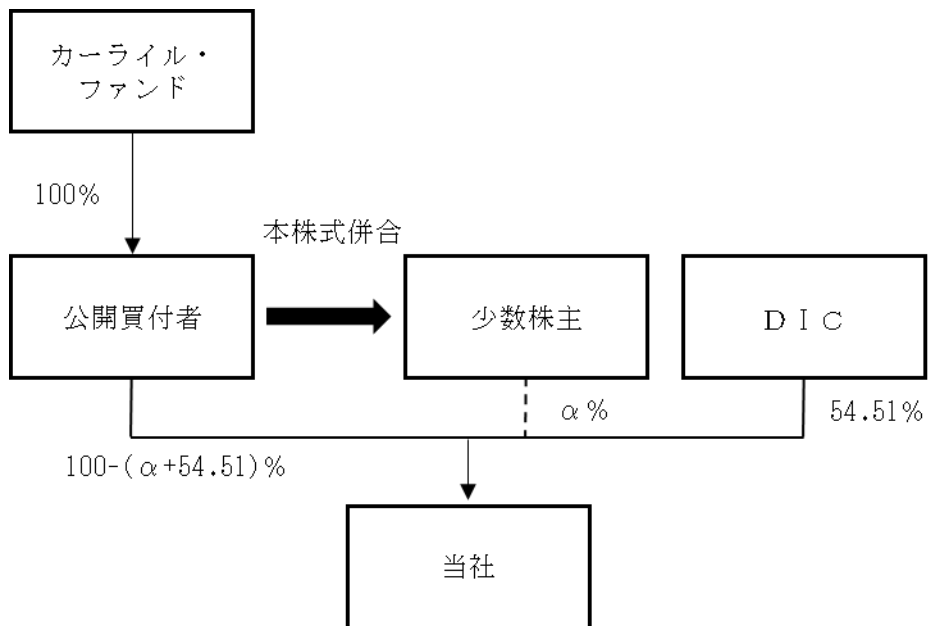 カーライル・
ファンド
100%
本株式併合
公開買付者
少数株主
ＤＩＣ
α%
54.51%
100-(α+54.51)%
当社